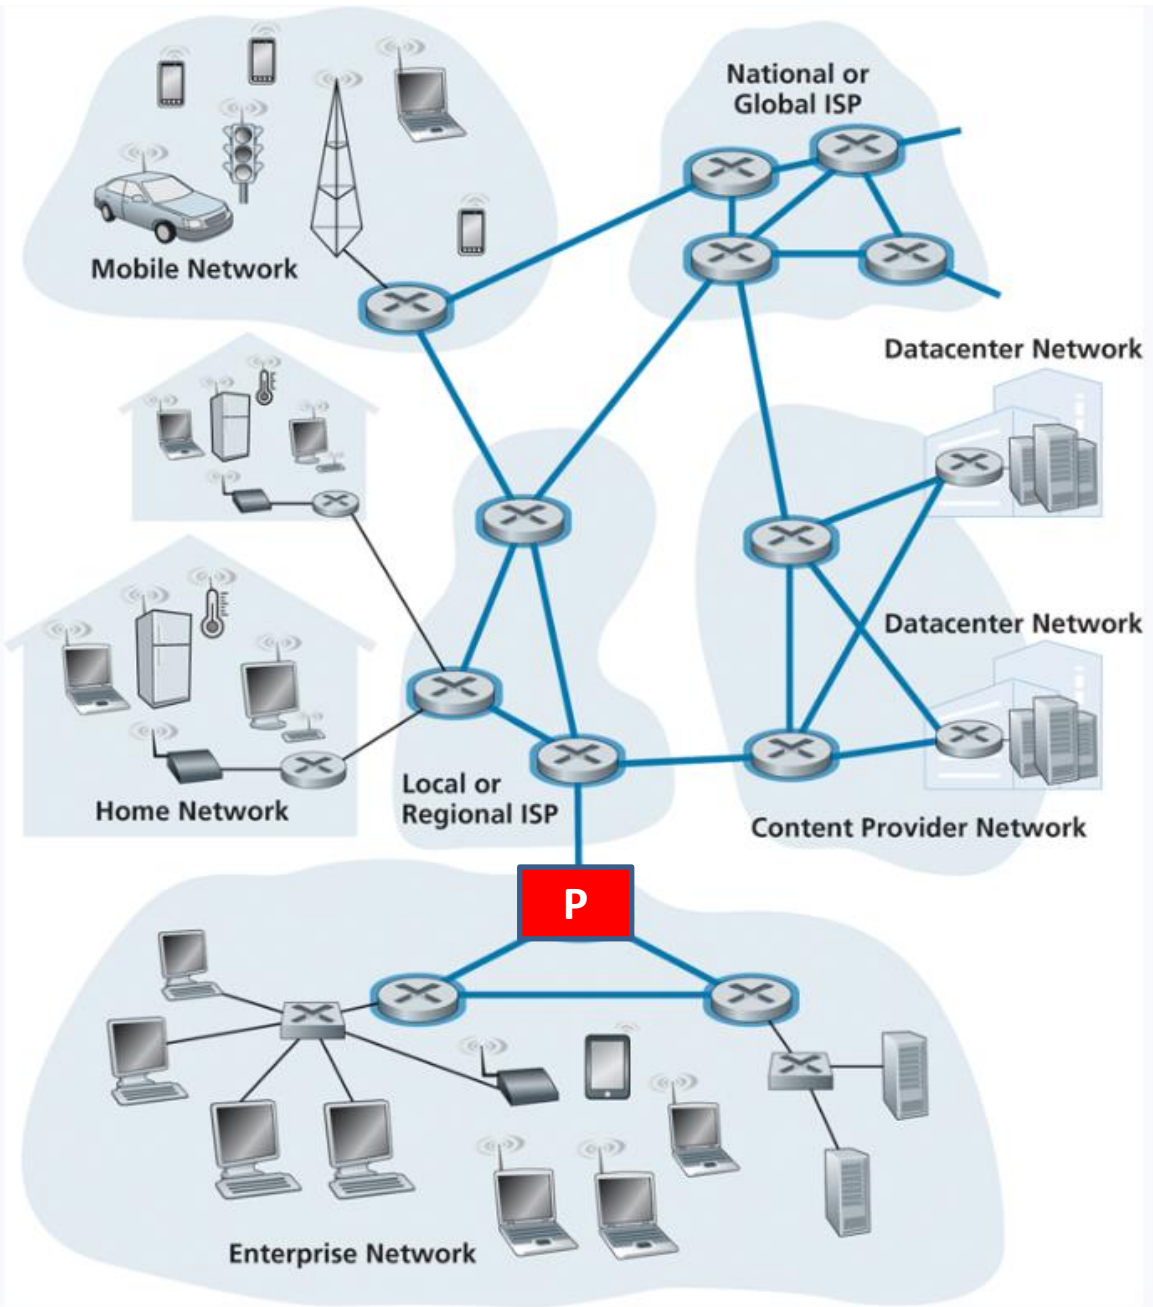 National or
Global ISP
Mobile Network
Datacenter Network
Datacenter Network
Home Network
Local or
Regional ISP
Content Provider Network
P
Enterprise Network